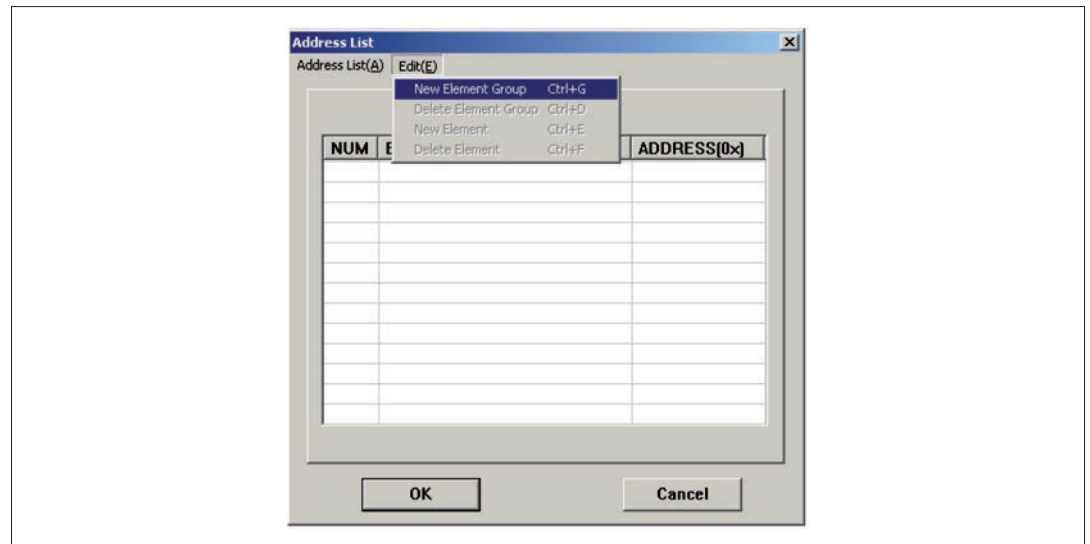 Address List
Address List(A) Edit(E)
New Element Group Ctrl+G
Delete Element Group Ctrl+D
New Element Ctrl+E
Delete Element Ctrl+F
NUM E ADDRESS(0x)
OK Cancel